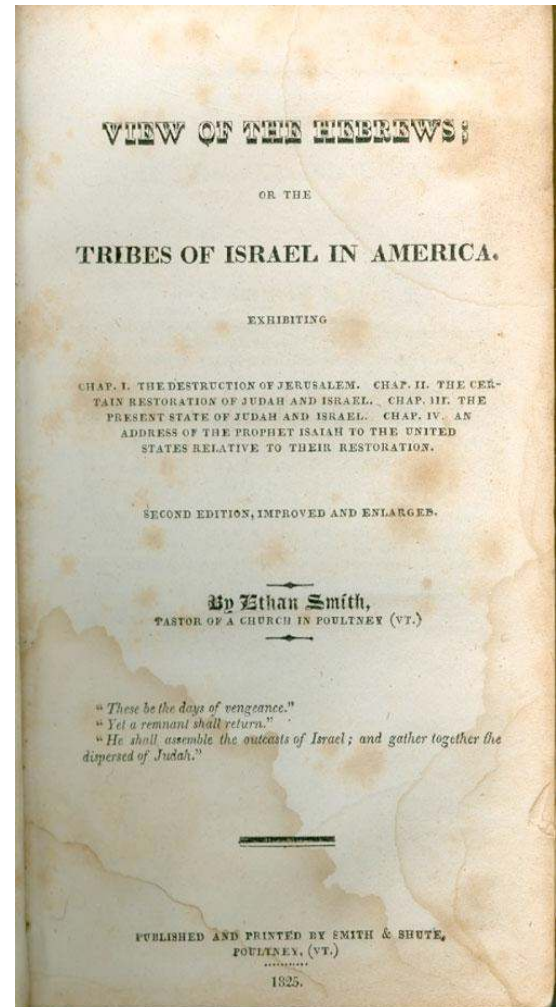 VIEW OF THE HEBREWS;
OR THE
TRIBES OF ISRAEL IN AMERICA.
EXHIBITING
CHAP. I. THE DESTRUCTION OF JERUSALEM. CHAP. II. THE CER-
TAIN RESTORATION OF JUDAH AND ISRAEL. CHAP. III. THE
PRESENT STATE OF JUDAH AND ISRAEL. CHAP. IV. AN
ADDRESS OF THE PROPHET ISAIAH TO THE UNITED
STATES RELATIVE TO THEIR RESTORATION.
SECOND EDITION, IMPROVED AND ENLARGED.
By Ethan Smith,
PASTOR OF A CHURCH IN POULTNEY (VT.)
"These be the days of vengeance."
"Yet a remnant shall return."
"He shall assemble the outcasts of Israel; and gather together the
dispersed of Judah."
PUBLISHED AND PRINTED BY SMITH & SHUTE,
POULTNEY, (VT.)
1825.